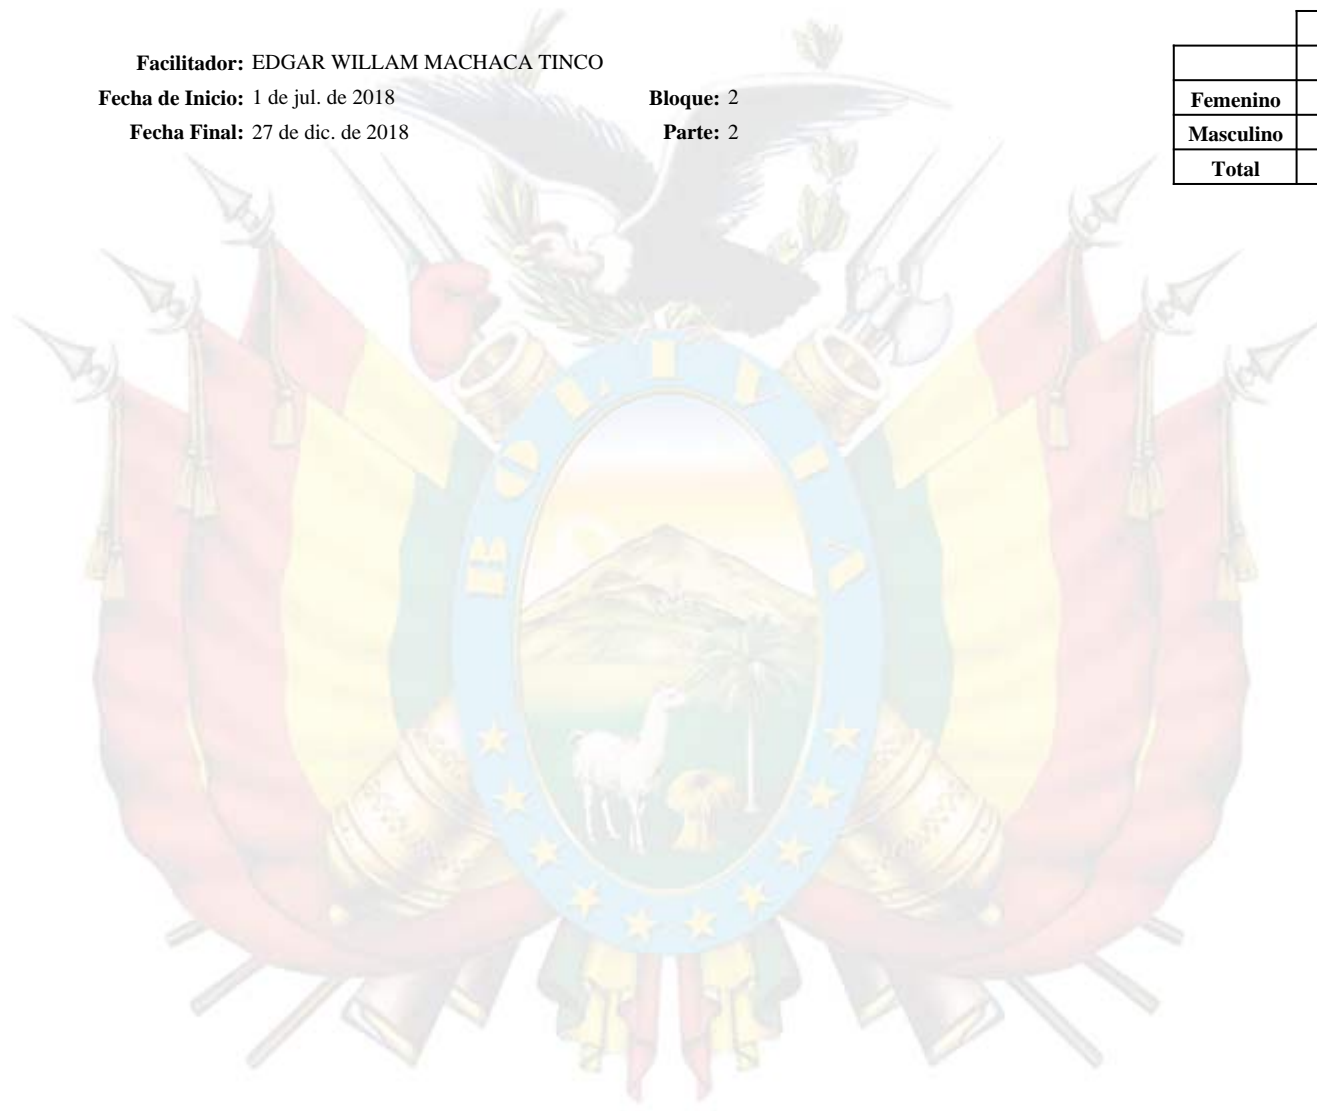 Facilitador: EDGAR WILLAM MACHACA TINCO
Fecha de Inicio: 1 de jul. de 2018 Bloque: 2
Fecha Final: 27 de dic. de 2018 Parte: 2
Femenino
Masculino
Total
BOLIVIA